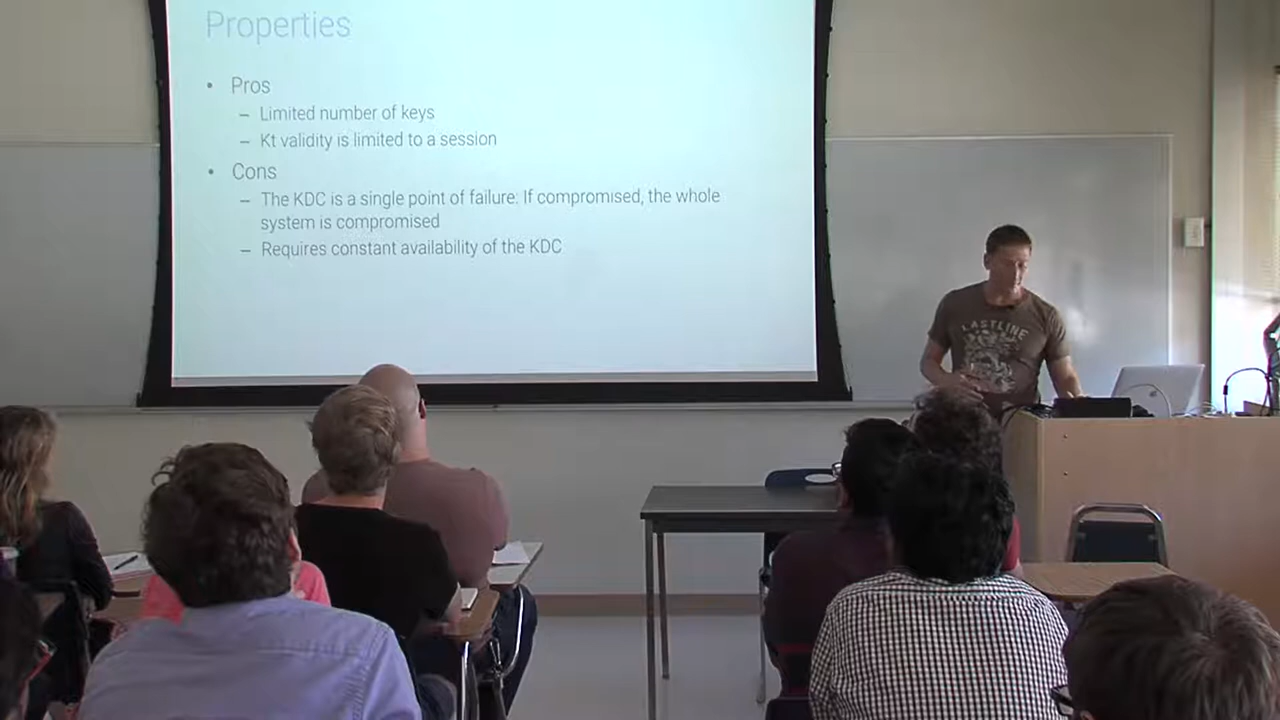 Properties
• Pros
– Limited number of keys
– Kt validity is limited to a session
• Cons
– The KDC is a single point of failure: If compromised, the whole
system is compromised
– Requires constant availability of the KDC
LASTLINE